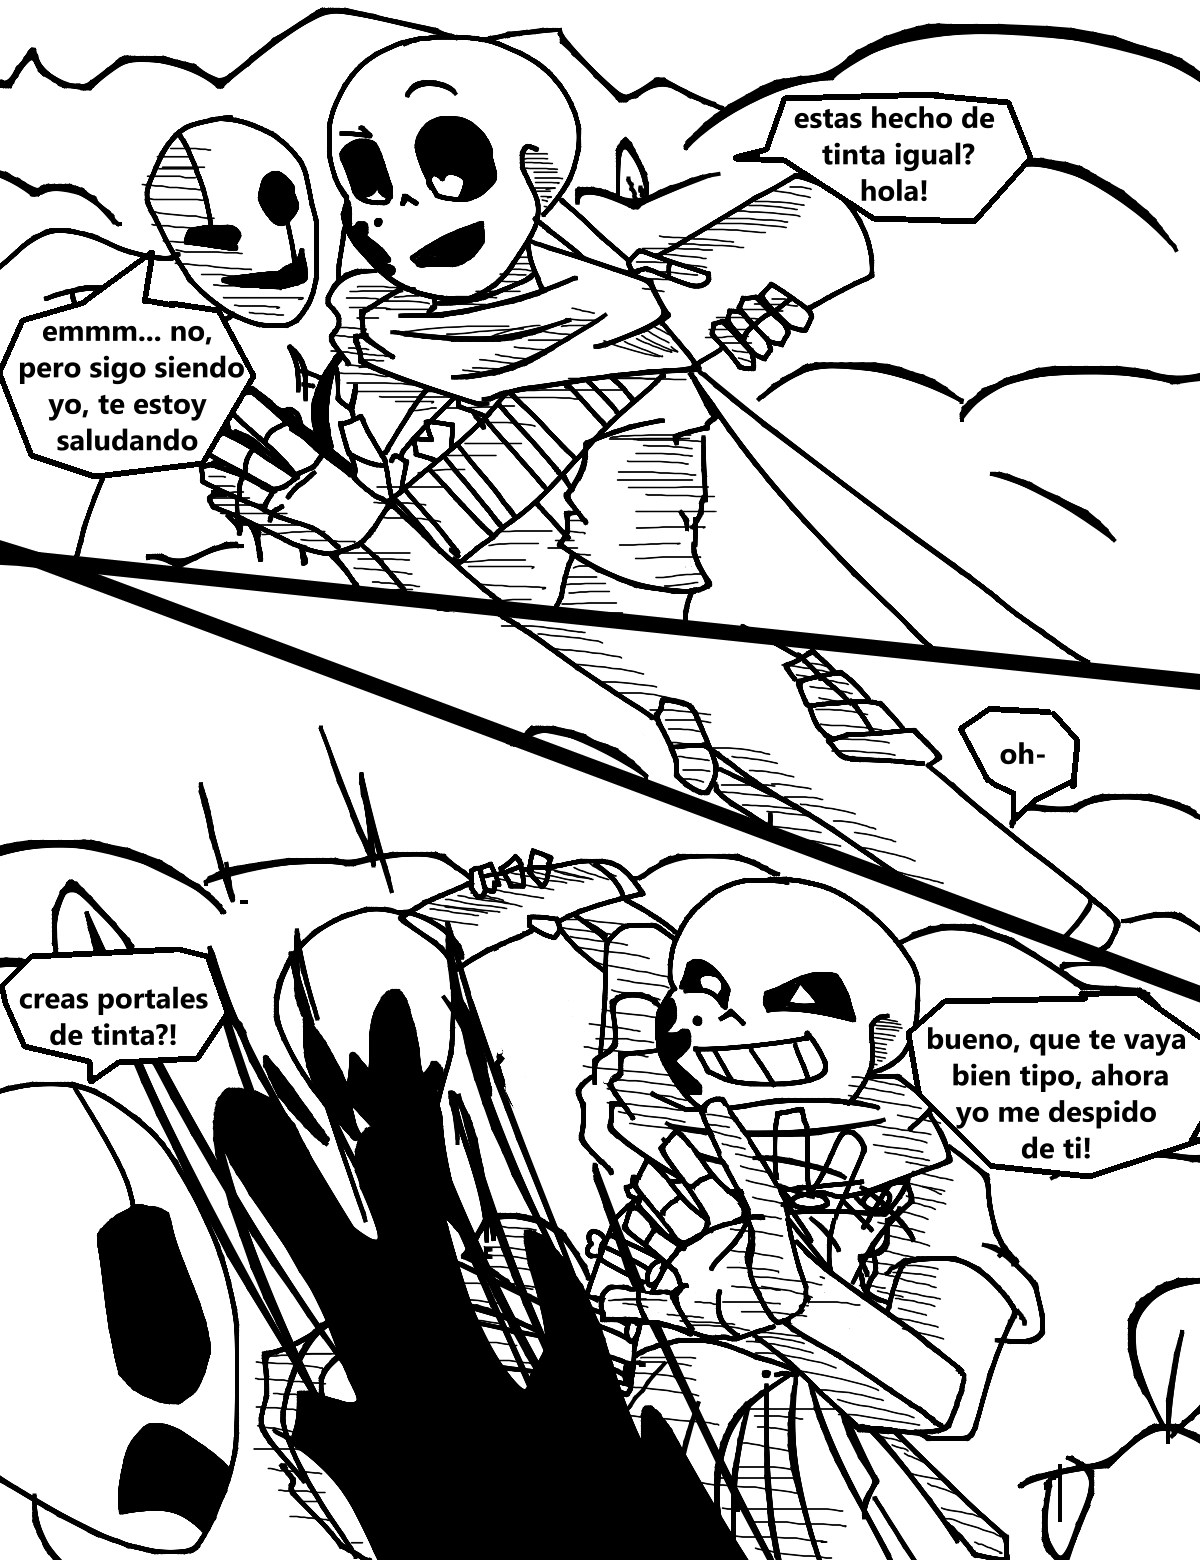 estas hecho de
tinta igual?
hola!
emmm... no,
pero sigo siendo
yo, te estoy
saludando
oh-
creas portales
de tinta?!
bueno, que te vaya
bien tipo, ahora
yo me despido
de ti!